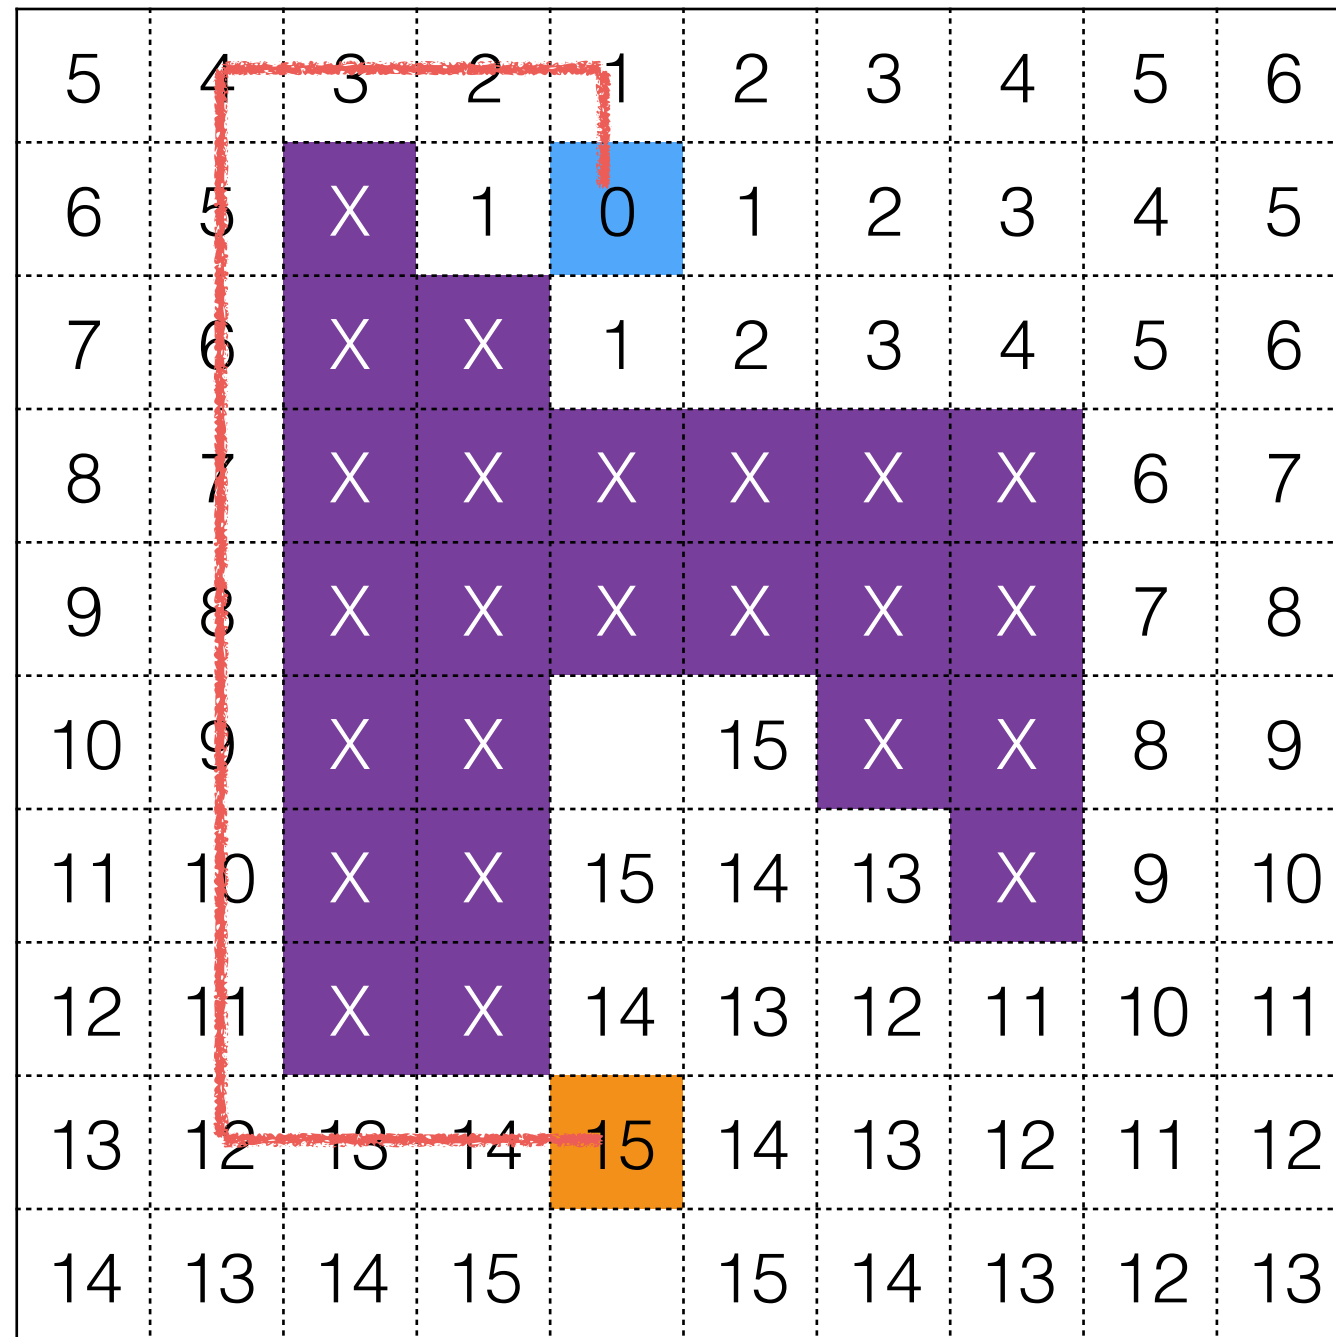 5 4 3 2 1 2 3 4 5 6
6 5 X 1 0 1 2 3 4 5
7 6 X X 1 2 3 4 5 6
8 7 X X X X X X 6 7
9 8 X X X X X X 7 8
10 9 X X 15 X X 8 9
11 10 X X 15 14 13 X 9 10
12 11 X X 14 13 12 11 10 11
13 12 13 14 15 14 13 12 11 12
14 13 14 15 15 14 13 12 13